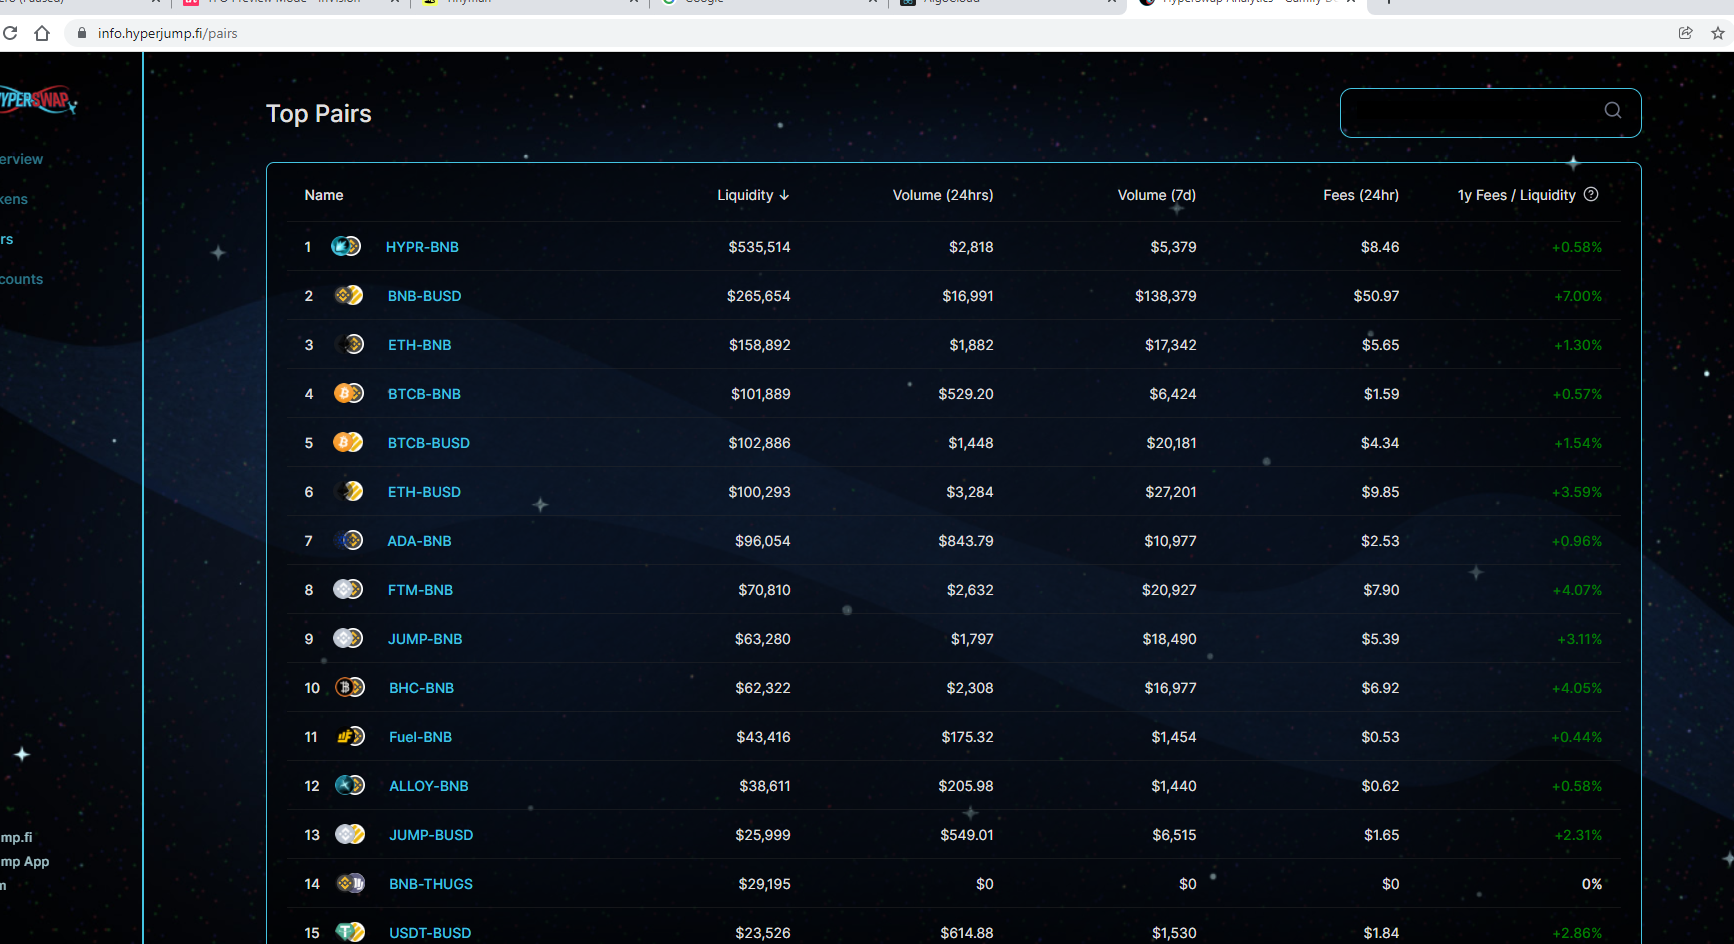 info.hyperjump.fi/pairs
HYPERSWAP
Top Pairs
erview
kens
rs
counts
Name Liquidity ↓ Volume (24hrs) Volume (7d) Fees (24hr) 1y Fees / Liquidity ?
1 HYPR-BNB $535,514 $2,818 $5,379 $8.46 +0.58%
2 BNB-BUSD $265,654 $16,991 $138,379 $50.97 +7.00%
3 ETH-BNB $158,892 $1,882 $17,342 $5.65 +1.30%
4 BTCB-BNB $101,889 $529.20 $6,424 $1.59 +0.57%
5 BTCB-BUSD $102,886 $1,448 $20,181 $4.34 +1.54%
6 ETH-BUSD $100,293 $3,284 $27,201 $9.85 +3.59%
7 ADA-BNB $96,054 $843.79 $10,977 $2.53 +0.96%
8 FTM-BNB $70,810 $2,632 $20,927 $7.90 +4.07%
9 JUMP-BNB $63,280 $1,797 $18,490 $5.39 +3.11%
10 BHC-BNB $62,322 $2,308 $16,977 $6.92 +4.05%
11 Fuel-BNB $43,416 $175.32 $1,454 $0.53 +0.44%
12 ALLOY-BNB $38,611 $205.98 $1,440 $0.62 +0.58%
13 JUMP-BUSD $25,999 $549.01 $6,515 $1.65 +2.31%
14 BNB-THUGS $29,195 $0 $0 $0 0%
15 USDT-BUSD $23,526 $614.88 $1,530 $1.84 +2.86%
mp.fi
mp App
m